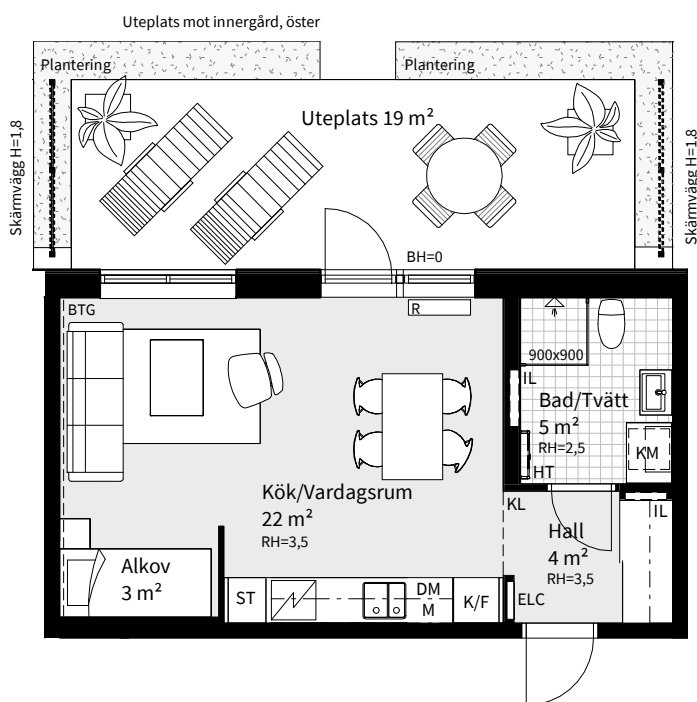 Uteplats mot innergård, öster
Plantering
Plantering
Skärmvägg H=1,8
Uteplats 19 m²
Skärmvägg H=1,8
BH=0
BTG
R
900x900
IL
Bad/Tvätt
5 m²
RH=2,5
KM
HT
Kök/Vardagsrum
22 m²
RH=3,5
KL
IL
Hall
4 m²
RH=3,5
Alkov
3 m²
ST
DM
M
K/F
ELC